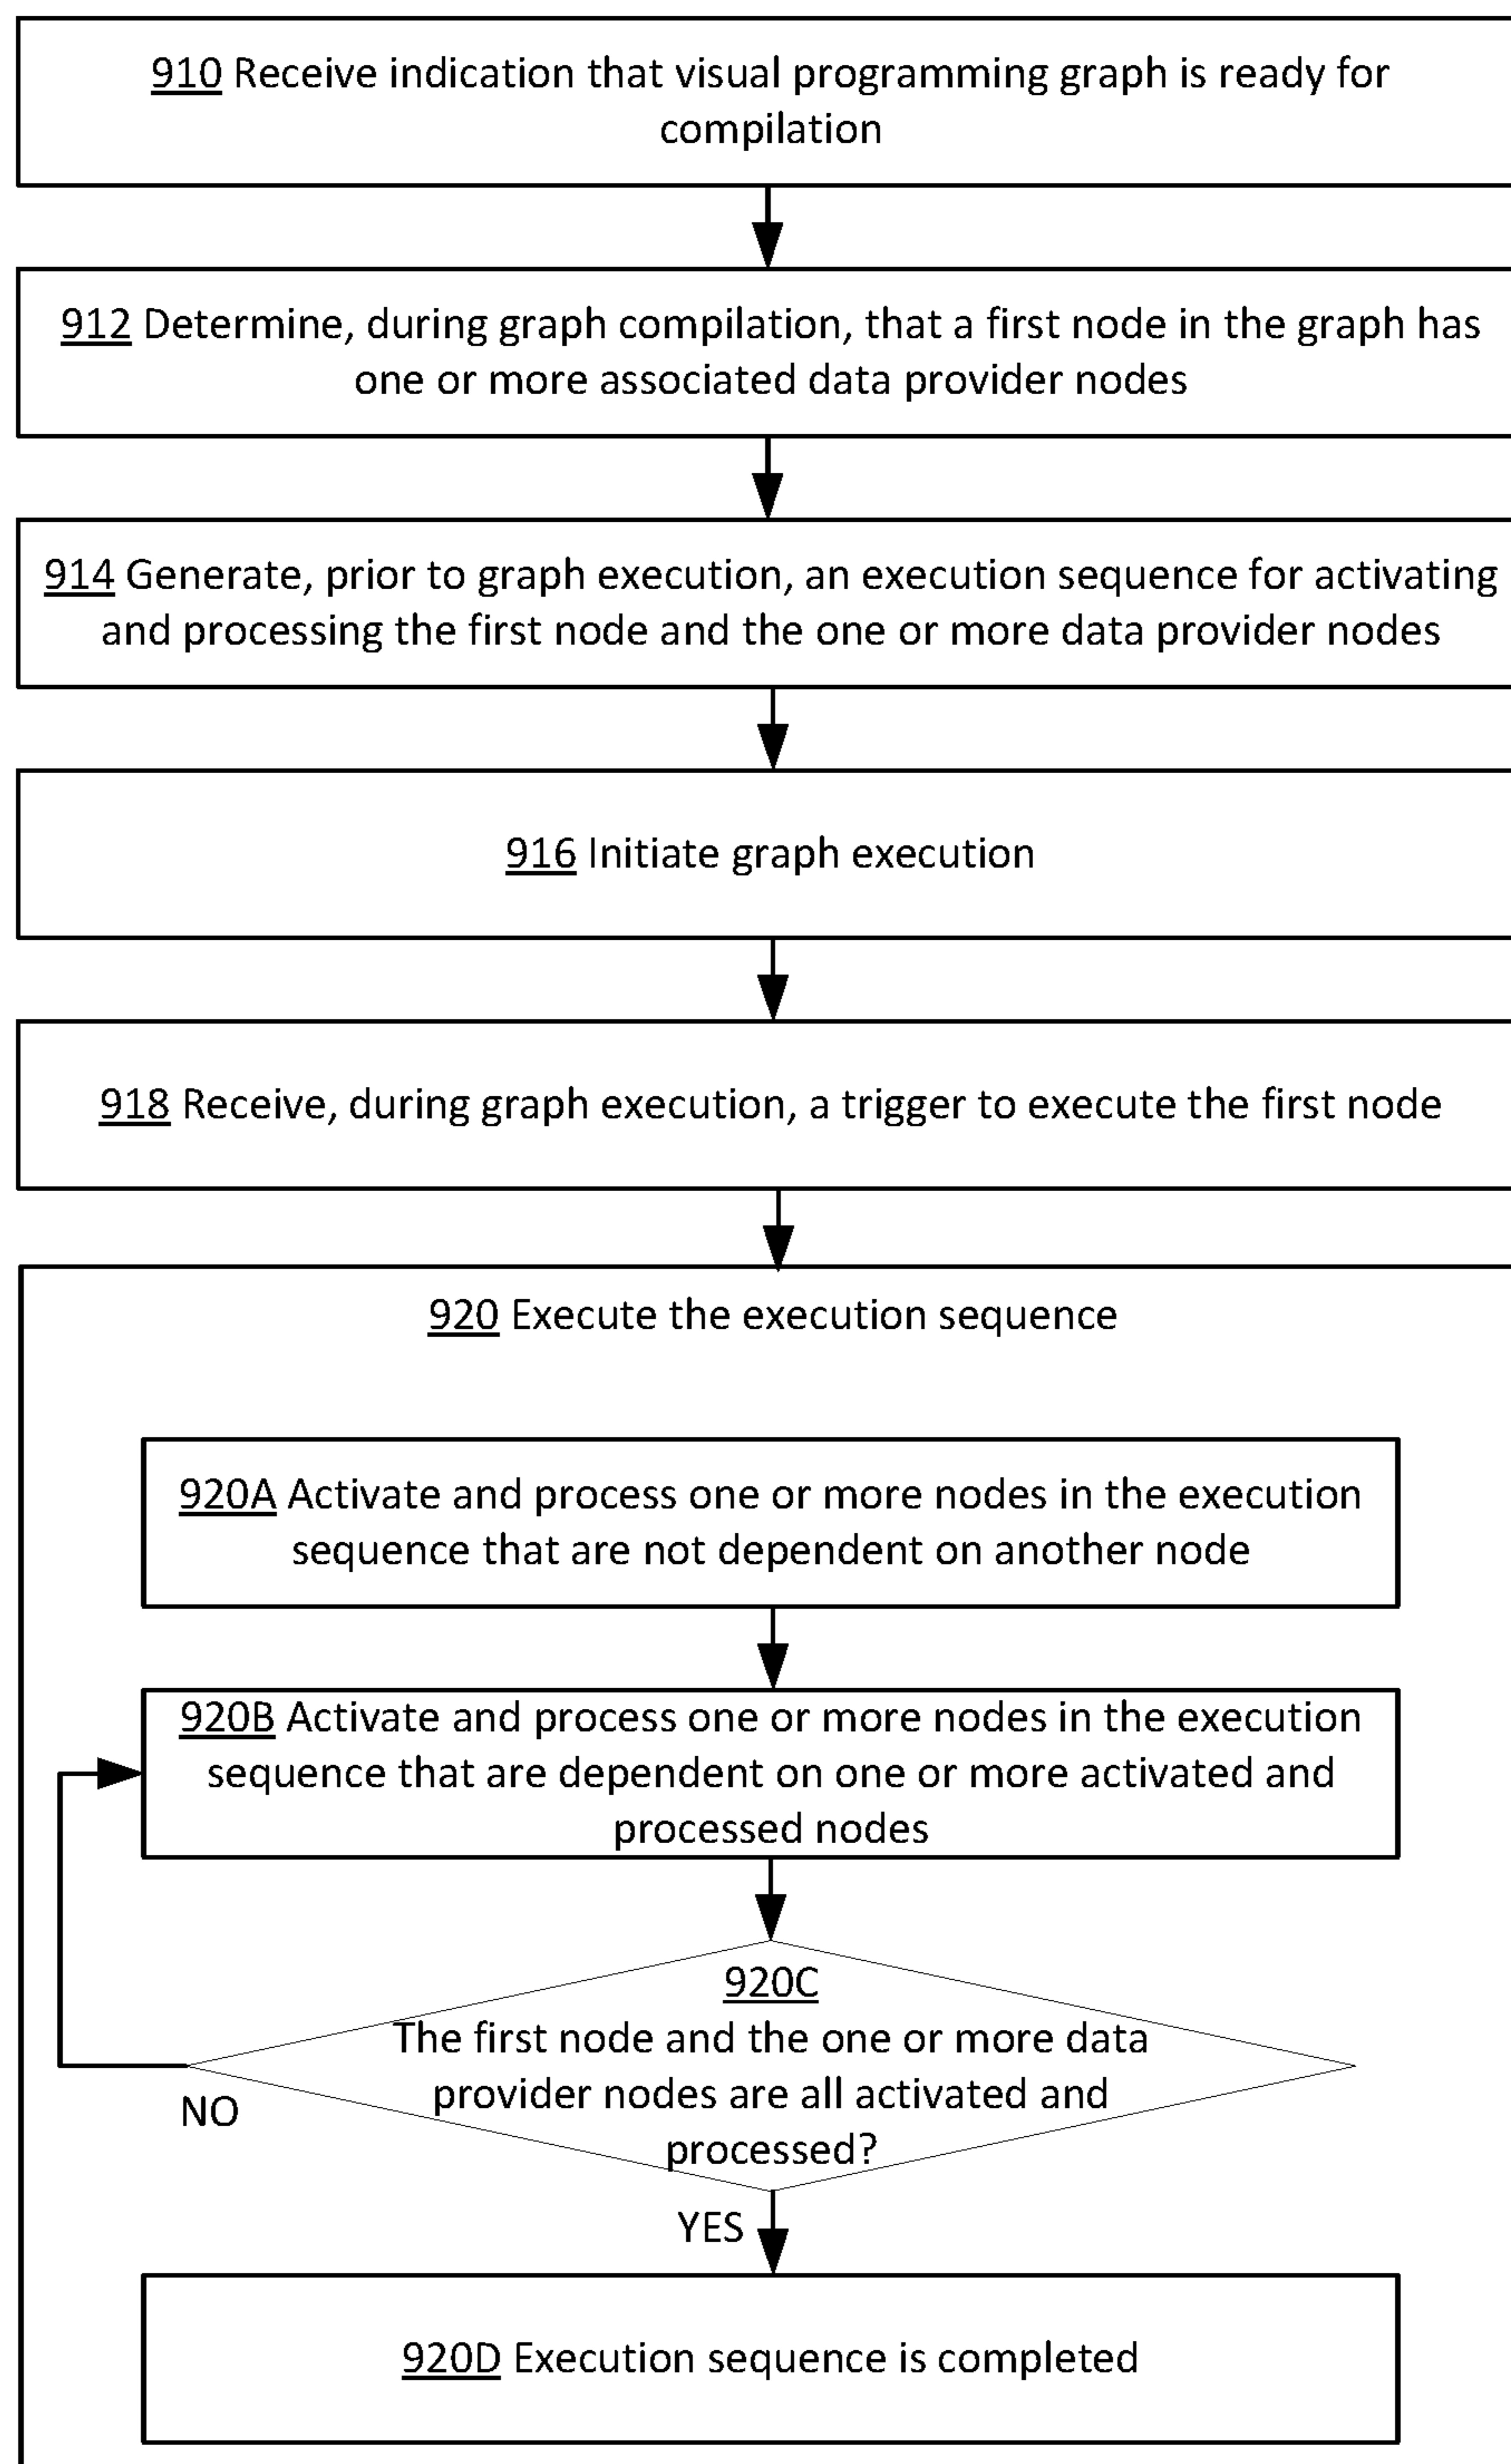 910 Receive indication that visual programming graph is ready for
compilation
912 Determine, during graph compilation, that a first node in the graph has
one or more associated data provider nodes
914 Generate, prior to graph execution, an execution sequence for activating
and processing the first node and the one or more data provider nodes
916 Initiate graph execution
918 Receive, during graph execution, a trigger to execute the first node
920 Execute the execution sequence
920A Activate and process one or more nodes in the execution
sequence that are not dependent on another node
920B Activate and process one or more nodes in the execution
sequence that are dependent on one or more activated and
processed nodes
920C
The first node and the one or more data
provider nodes are all activated and
processed?
NO
YES
920D Execution sequence is completed